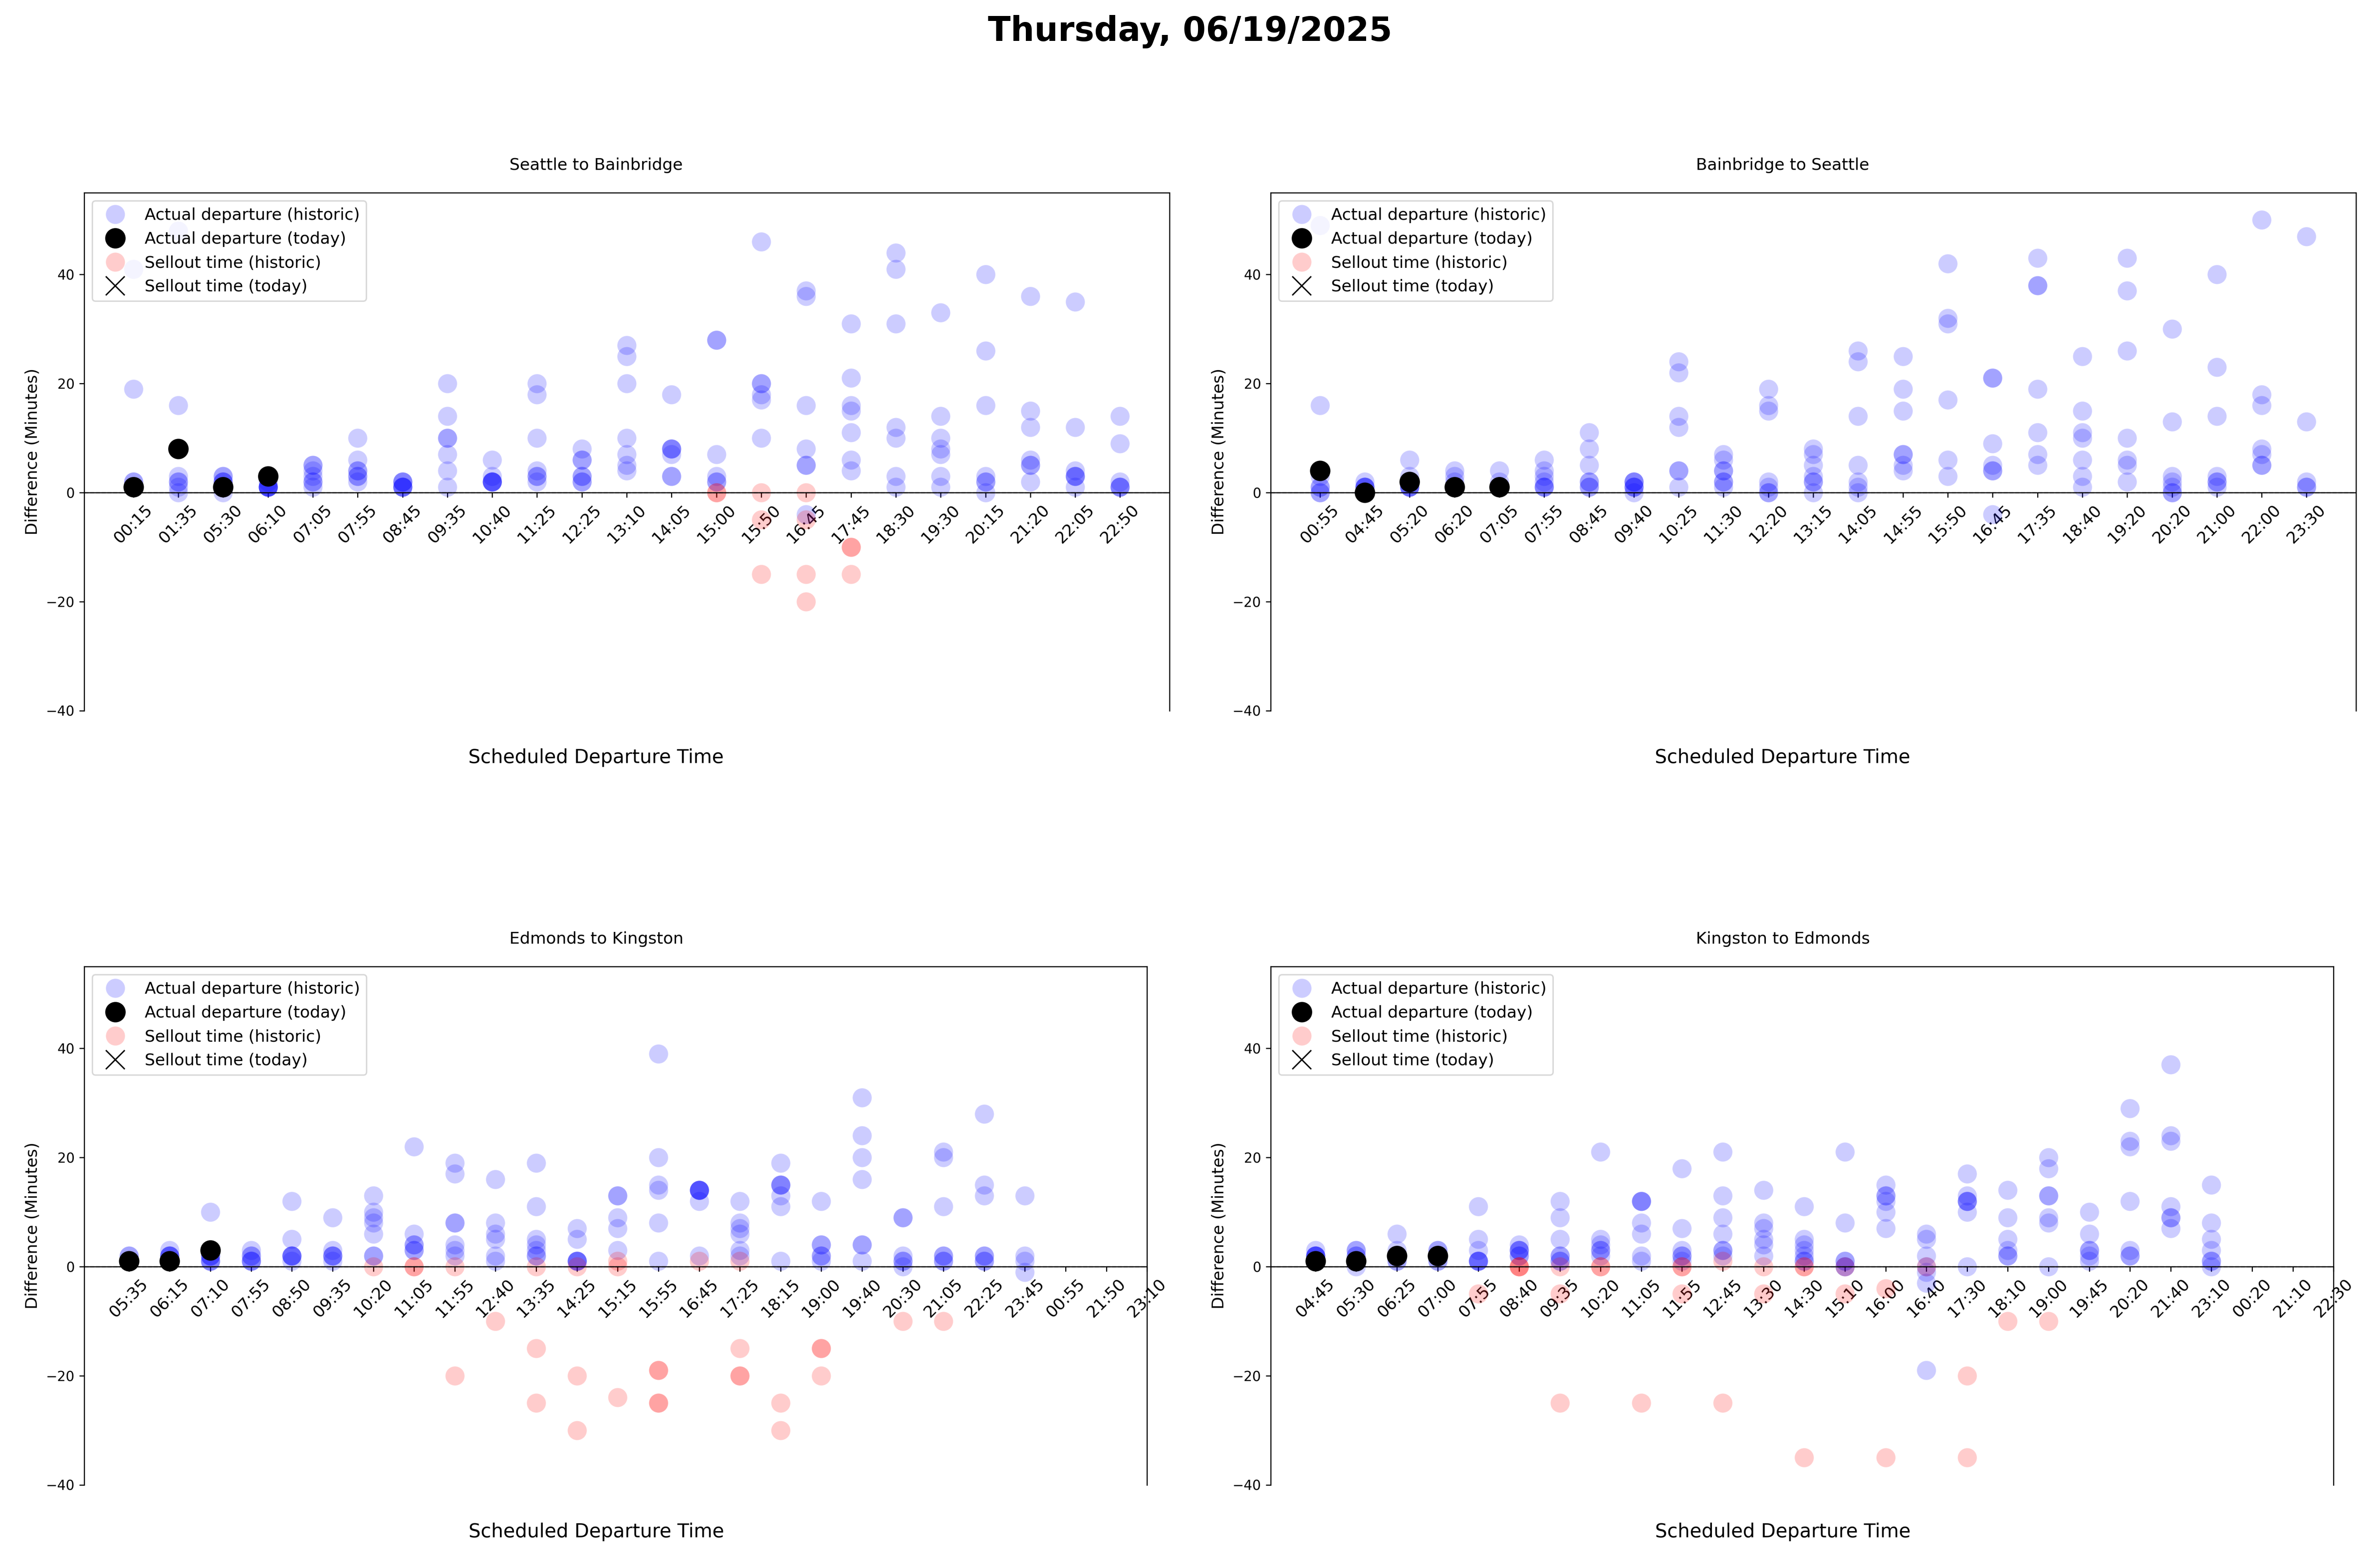 Thursday, 06/19/2025
Seattle to Bainbridge
Actual departure (historic)
Actual departure (today)
Sellout time (historic)
Sellout time (today)
Difference (Minutes)
40
20
0
−20
−40
00:15 01:35 05:30 06:10 07:05 07:55 08:45 09:35 10:40 11:25 12:25 13:10 14:05 15:00 15:50 16:45 17:45 18:30 19:30 20:15 21:20 22:05 22:50
Scheduled Departure Time
Bainbridge to Seattle
Actual departure (historic)
Actual departure (today)
Sellout time (historic)
Sellout time (today)
Difference (Minutes)
40
20
0
−20
−40
00:55 04:45 05:20 06:20 07:05 07:55 08:45 09:40 10:25 11:30 12:20 13:15 14:05 14:55 15:50 16:45 17:35 18:40 19:20 20:20 21:00 22:00 23:30
Scheduled Departure Time
Edmonds to Kingston
Actual departure (historic)
Actual departure (today)
Sellout time (historic)
Sellout time (today)
Difference (Minutes)
40
20
0
−20
−40
05:35 06:15 07:10 07:55 08:50 09:35 10:20 11:05 11:55 12:40 13:35 14:25 15:15 15:55 16:45 17:25 18:15 19:00 19:40 20:30 21:05 22:25 23:45 00:55 21:50 23:10
Scheduled Departure Time
Kingston to Edmonds
Actual departure (historic)
Actual departure (today)
Sellout time (historic)
Sellout time (today)
Difference (Minutes)
40
20
0
−20
−40
04:45 05:30 06:25 07:00 07:55 08:40 09:35 10:20 11:05 11:55 12:45 13:30 14:30 15:10 16:00 16:40 17:30 18:10 19:00 19:45 20:20 21:40 23:10 00:20 21:10 22:30
Scheduled Departure Time